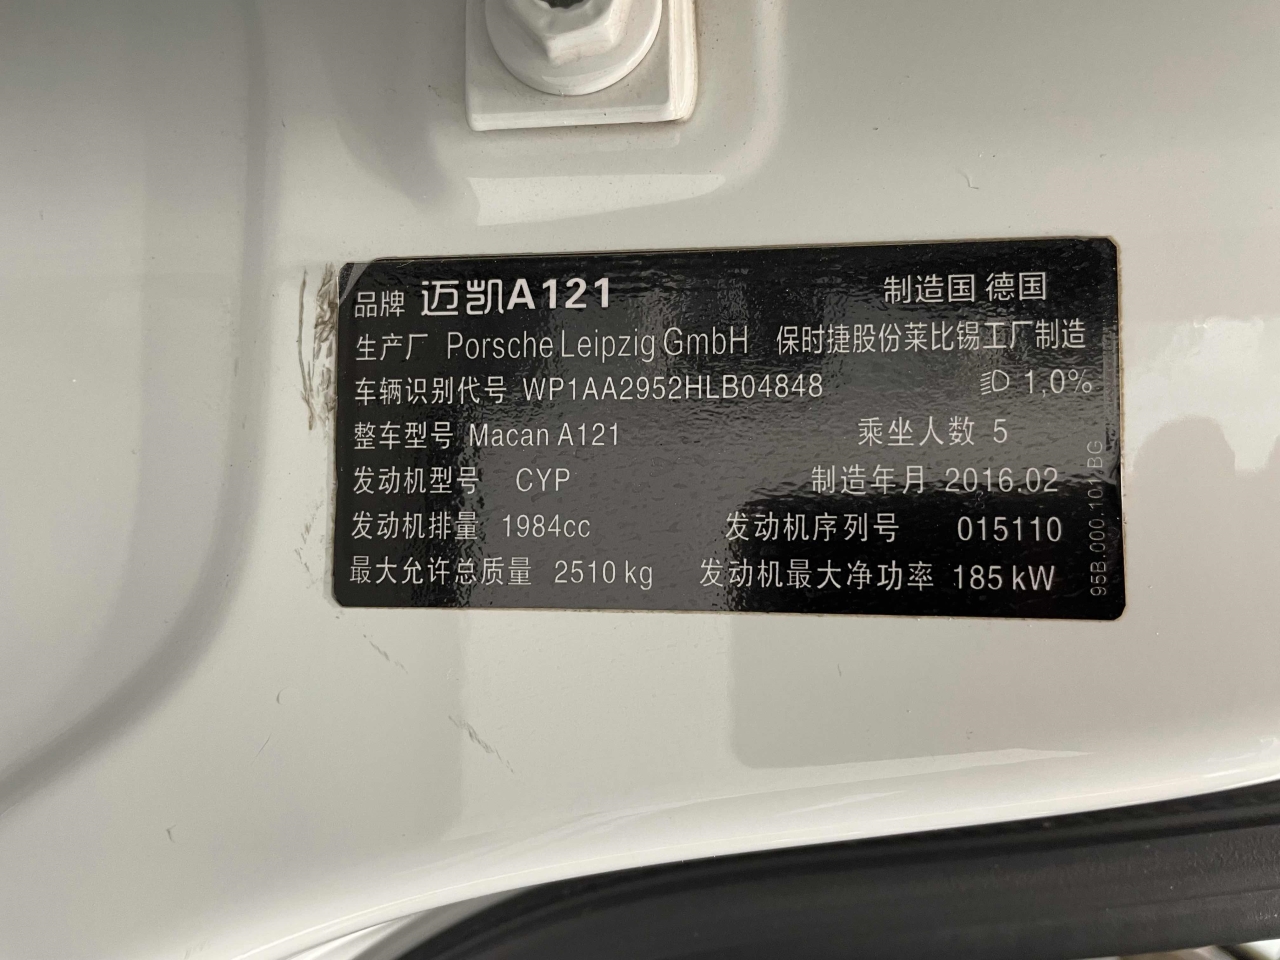 品牌 迈凯A121 制造国 德国
生产厂 Porsche Leipzig GmbH 保时捷股份莱比锡工厂制造
车辆识别代号 WP1AA2952HLB04848 1,0%
整车型号 Macan A121 乘坐人数 5
发动机型号 CYP 制造年月 2016.02
发动机排量 1984cc 发动机序列号 015110
最大允许总质量 2510 kg 发动机最大净功率 185 kW
95B.000.101.BG